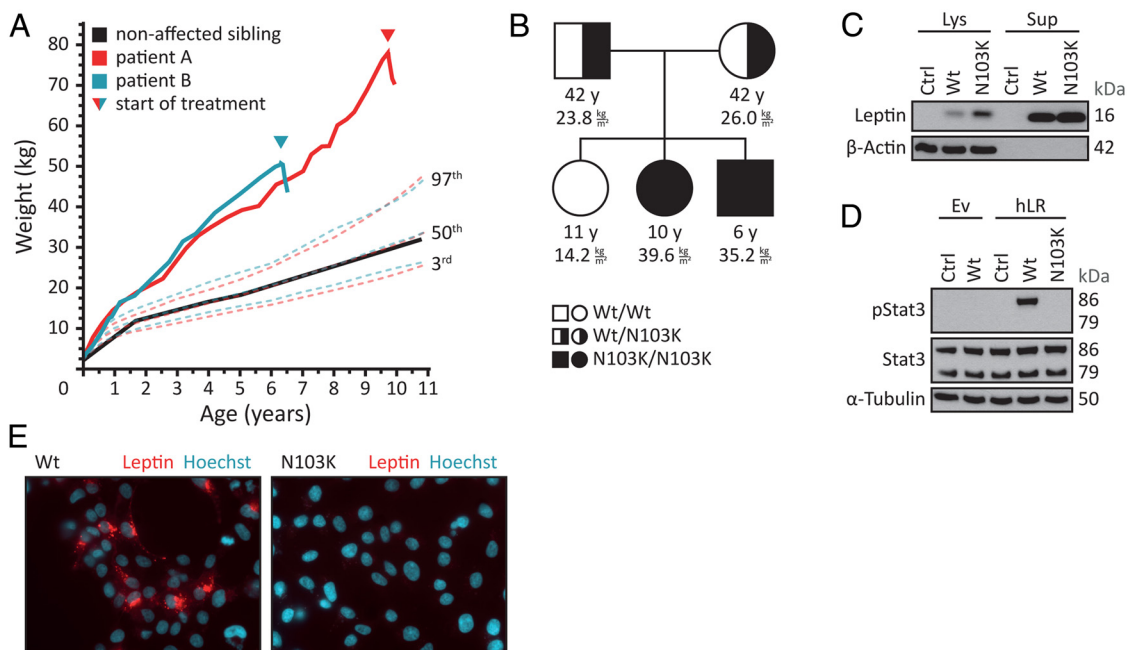 A
non-affected sibling
patient A
patient B
start of treatment
Weight (kg)
80
70
60
50
40
30
20
10
0
1 2 3 4 5 6 7 8 9 10 11
Age (years)
97th
50th
3rd
B
42 y 42 y
23.8 kg/m² 26.0 kg/m²
11 y 10 y 6 y
14.2 kg/m² 39.6 kg/m² 35.2 kg/m²
Wt/Wt
Wt/N103K
N103K/N103K
C
Lys Sup
Ctrl Wt N103K Ctrl Wt N103K kDa
Leptin 16
β-Actin 42
D
Ev hLR
Ctrl Wt Ctrl Wt N103K kDa
pStat3 86
79
Stat3 86
79
α-Tubulin 50
E
Wt Leptin Hoechst N103K Leptin Hoechst